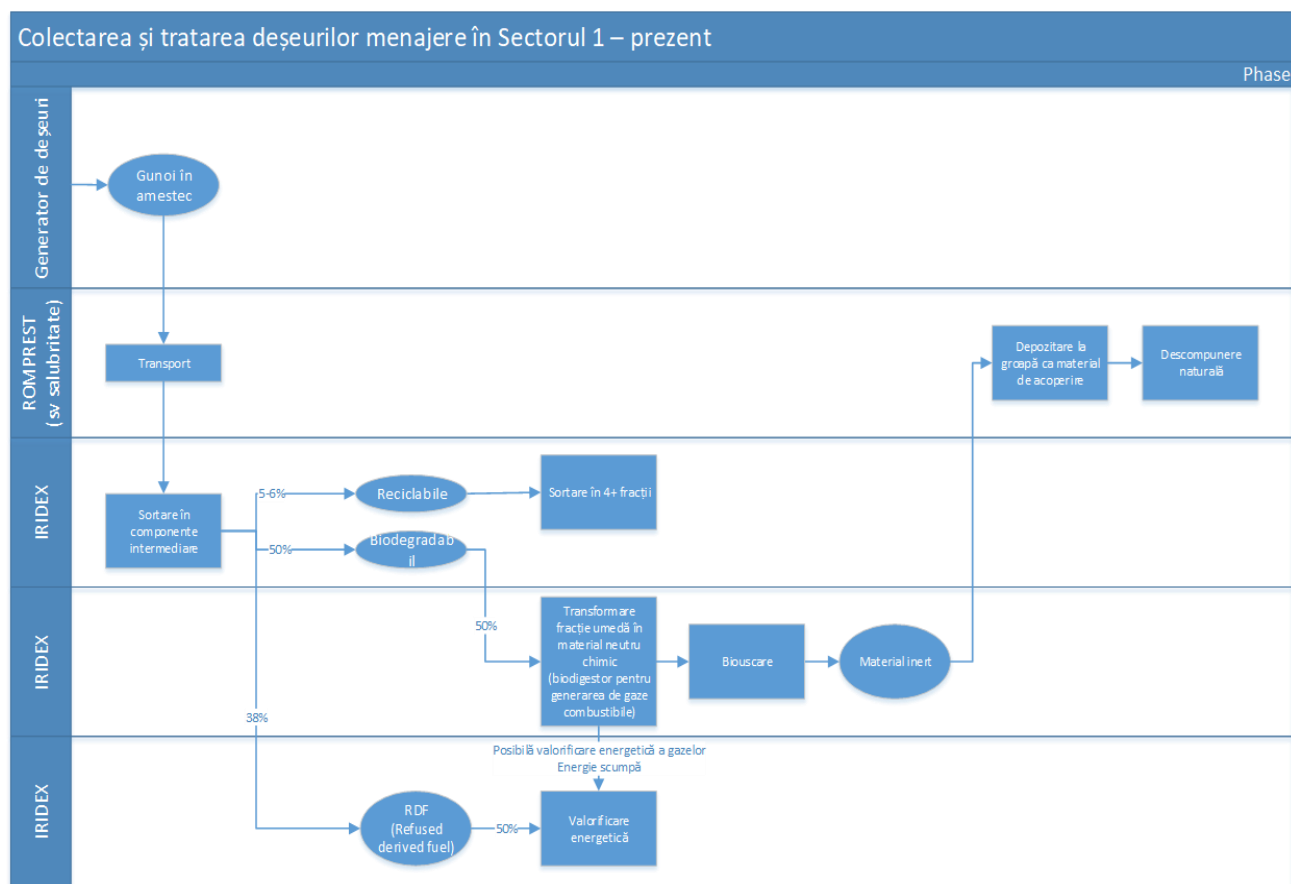 Colectarea și tratarea deșeurilor menajere în Sectorul 1 – prezent
Phase
Generator de deșeuri
Gunoi în
amestec
ROMPREST
(sv salubritate)
Transport
Depozitare la
groapă ca material
de acoperire
Descompunere
naturală
IRIDEX
Sortare în
componente
intermediare
5-6%
Reciclabile
Sortare în 4+ fracții
50%
Biodegradab
il
IRIDEX
50%
Transformare
fracție umedă în
material neutru
chimic
(biodigestor pentru
generarea de gaze
combustibile)
Biouscare
Material inert
38%
Posibilă valorificare energetică a gazelor
Energie scumpă
IRIDEX
RDF
(Refused
derived fuel)
50%
Valorificare
energetică